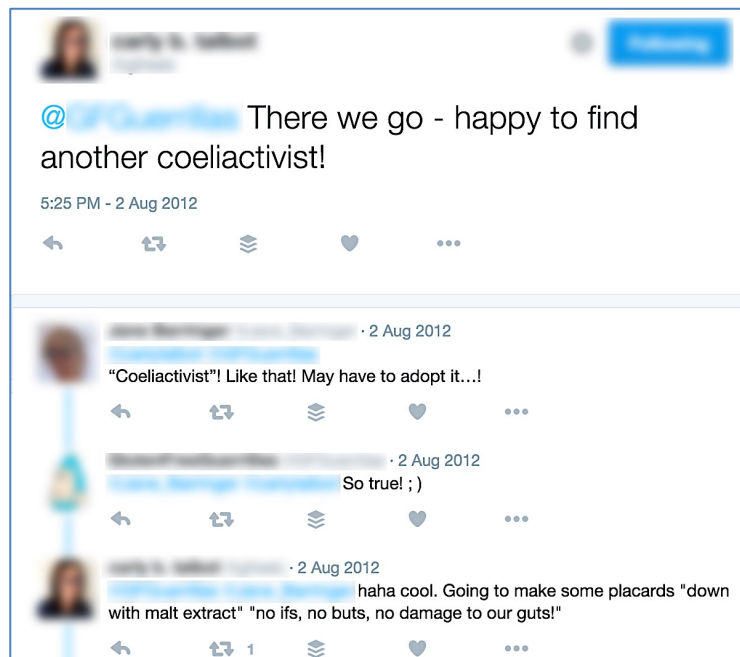 @ There we go - happy to find
another coeliactivist!
5:25 PM - 2 Aug 2012
· 2 Aug 2012
“Coeliactivist”! Like that! May have to adopt it…!
· 2 Aug 2012
So true! ; )
· 2 Aug 2012
haha cool. Going to make some placards "down
with malt extract" "no ifs, no buts, no damage to our guts!"
1